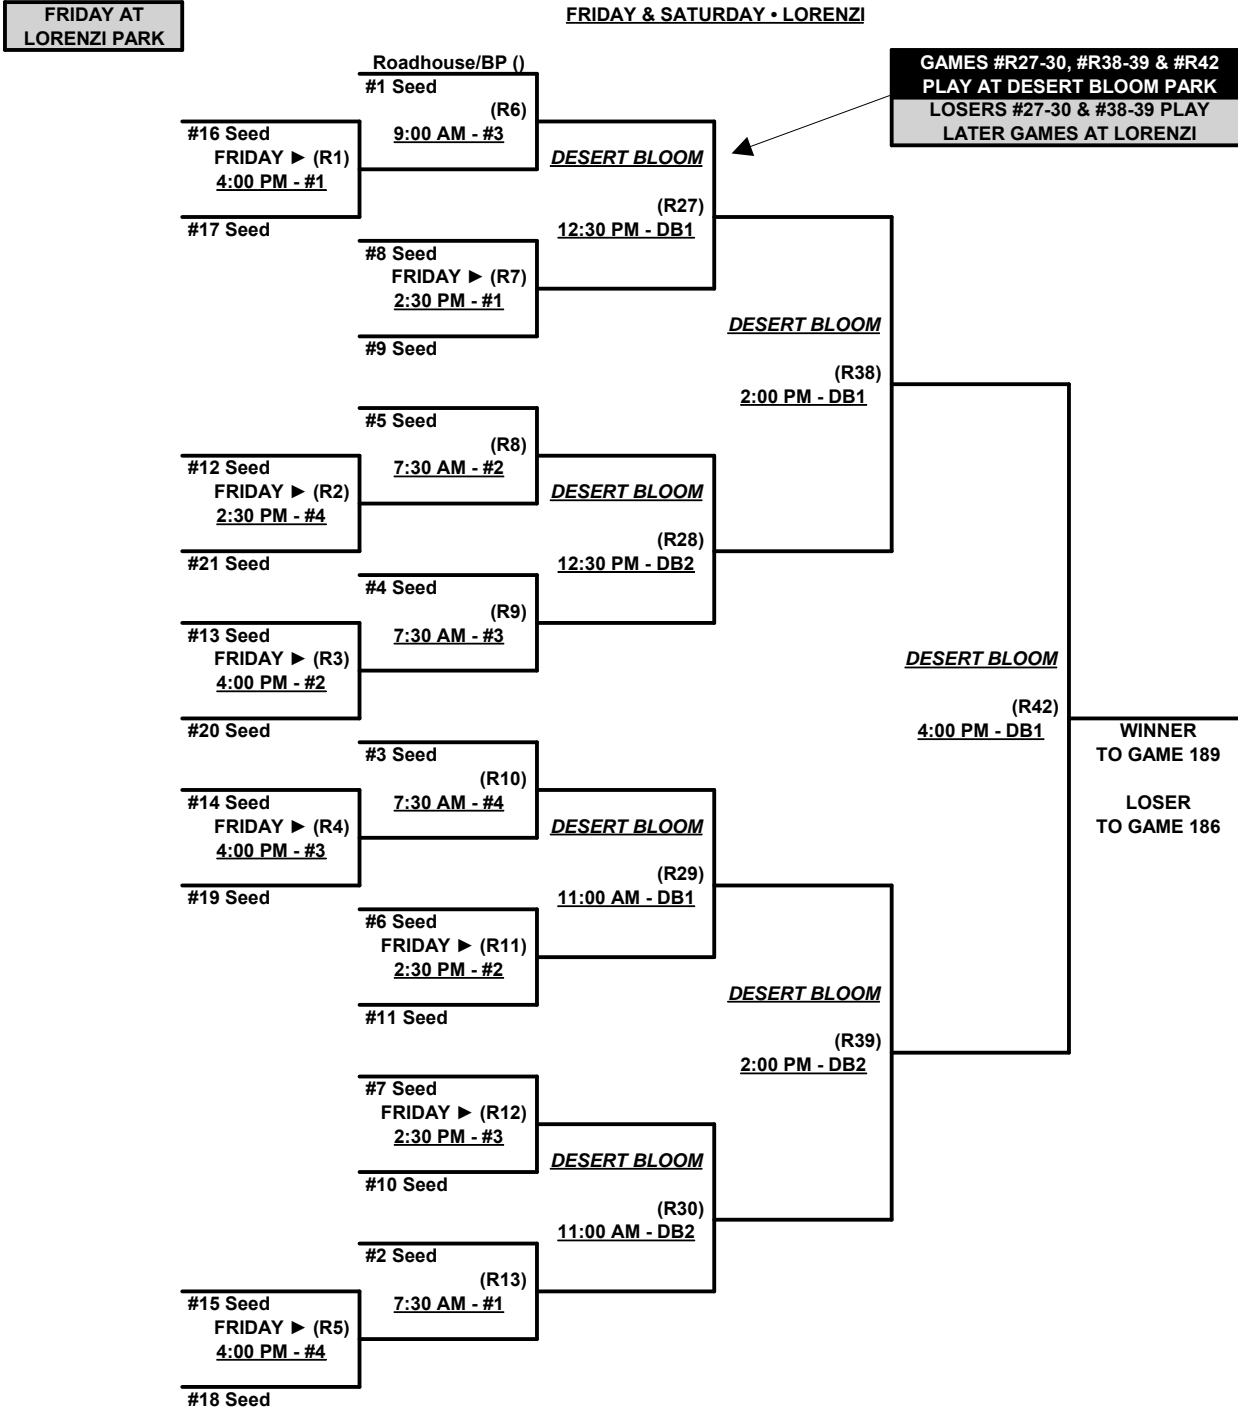 FRIDAY AT
LORENZI PARK
FRIDAY & SATURDAY • LORENZI
Roadhouse/BP ()
GAMES #R27-30, #R38-39 & #R42
PLAY AT DESERT BLOOM PARK
LOSERS #27-30 & #38-39 PLAY
LATER GAMES AT LORENZI
#1 Seed
(R6)
9:00 AM - #3
#16 Seed
FRIDAY ► (R1)
4:00 PM - #1
#17 Seed
DESERT BLOOM
(R27)
12:30 PM - DB1
#8 Seed
FRIDAY ► (R7)
2:30 PM - #1
#9 Seed
DESERT BLOOM
(R38)
2:00 PM - DB1
#5 Seed
(R8)
7:30 AM - #2
#12 Seed
FRIDAY ► (R2)
2:30 PM - #4
#21 Seed
DESERT BLOOM
(R28)
12:30 PM - DB2
#4 Seed
(R9)
7:30 AM - #3
#13 Seed
FRIDAY ► (R3)
4:00 PM - #2
#20 Seed
DESERT BLOOM
(R42)
4:00 PM - DB1
WINNER
TO GAME 189
LOSER
TO GAME 186
#3 Seed
(R10)
7:30 AM - #4
#14 Seed
FRIDAY ► (R4)
4:00 PM - #3
#19 Seed
DESERT BLOOM
(R29)
11:00 AM - DB1
#6 Seed
FRIDAY ► (R11)
2:30 PM - #2
#11 Seed
DESERT BLOOM
(R39)
2:00 PM - DB2
#7 Seed
FRIDAY ► (R12)
2:30 PM - #3
#10 Seed
DESERT BLOOM
(R30)
11:00 AM - DB2
#2 Seed
(R13)
7:30 AM - #1
#15 Seed
FRIDAY ► (R5)
4:00 PM - #4
#18 Seed